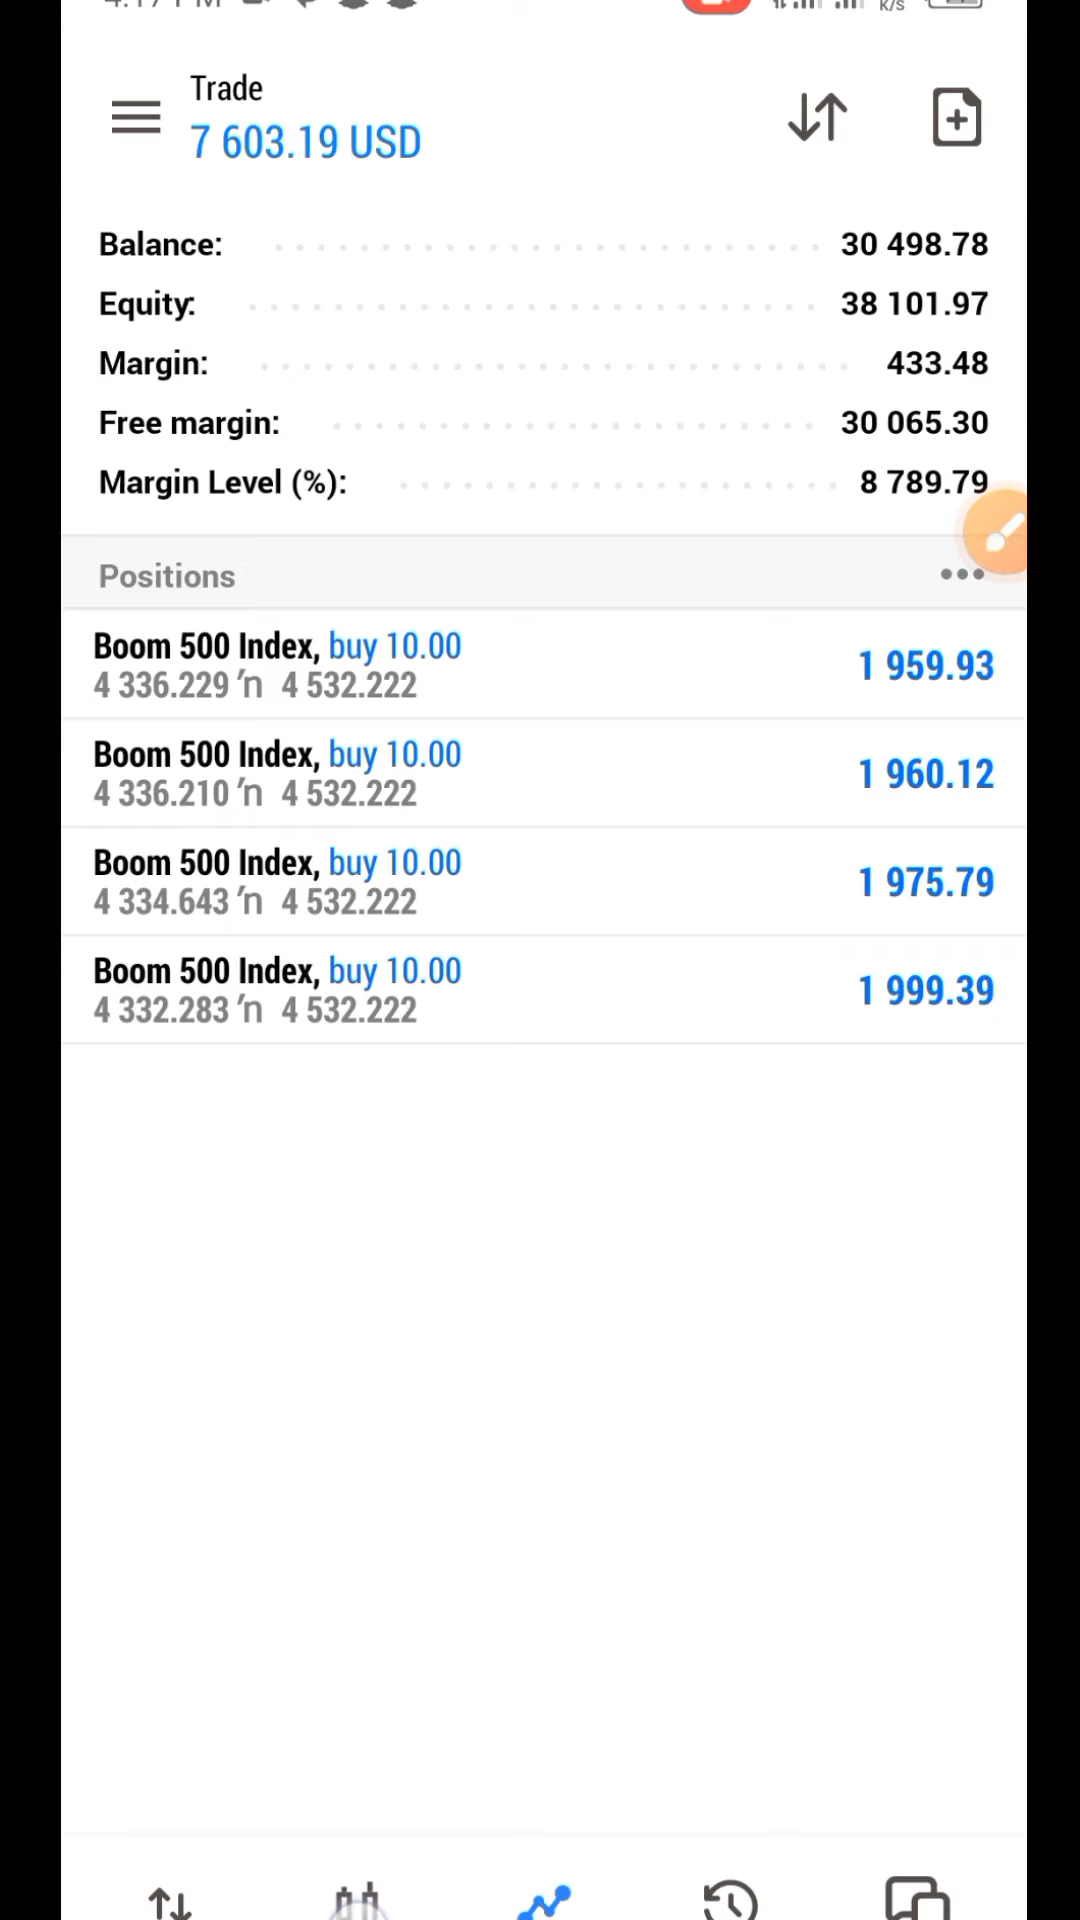 Trade
7 603.19 USD
Balance: 30 498.78
Equity: 38 101.97
Margin: 433.48
Free margin: 30 065.30
Margin Level (%): 8 789.79
Positions
Boom 500 Index, buy 10.00
4 336.229 'n 4 532.222
1 959.93
Boom 500 Index, buy 10.00
4 336.210 'n 4 532.222
1 960.12
Boom 500 Index, buy 10.00
4 334.643 'n 4 532.222
1 975.79
Boom 500 Index, buy 10.00
4 332.283 'n 4 532.222
1 999.39